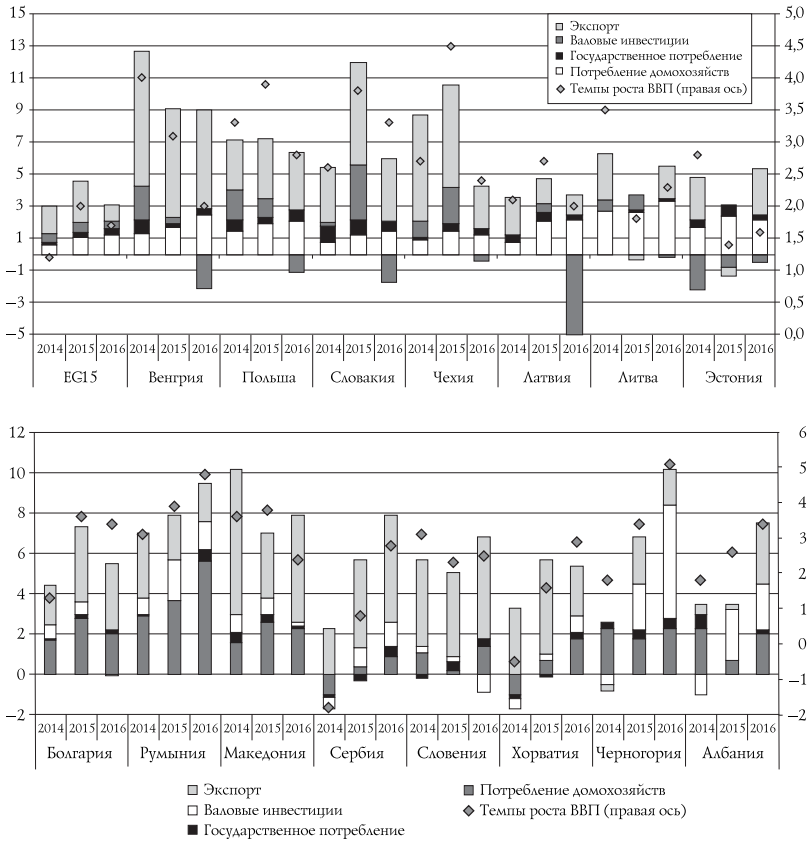 15
13
11
9
7
5
3
1
−1
−3
−5
5,0
4,5
4,0
3,5
3,0
2,5
2,0
1,5
1,0
0,5
0,0
Экспорт
Валовые инвестиции
Государственное потребление
Потребление домохозяйств
Темпы роста ВВП (правая ось)
2014 2015 2016 2014 2015 2016 2014 2015 2016 2014 2015 2016 2014 2015 2016 2014 2015 2016 2014 2015 2016 2014 2015 2016
EG15 Венгрия Польша Словакия Чехия Латвия Литва Эстония
12
10
8
6
4
2
0
−2
6
5
4
3
2
1
0
−1
−2
2014 2015 2016 2014 2015 2016 2014 2015 2016 2014 2015 2016 2014 2015 2016 2014 2015 2016 2014 2015 2016 2014 2015 2016
Болгария Румыния Македония Сербия Словения Хорватия Черногория Албания
Экспорт
Валовые инвестиции
Государственное потребление
Потребление домохозяйств
Темпы роста ВВП (правая ось)